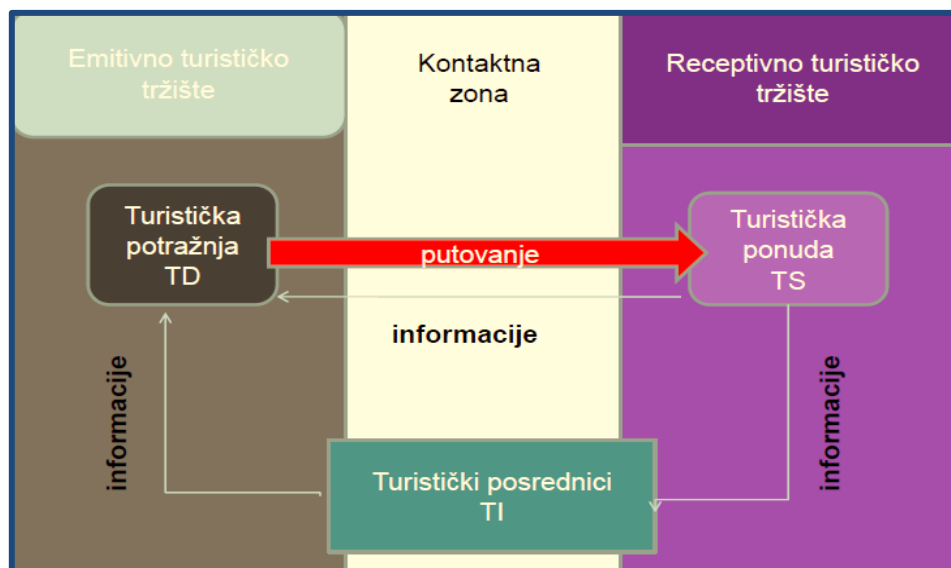 Emitivno turističko
tržište
Kontaktna
zona
Receptivno turističko
tržište
Turistička
potražnja
TD
putovanje
Turistička
ponuda
TS
informacije
informacije
informacije
Turistički posrednici
TI